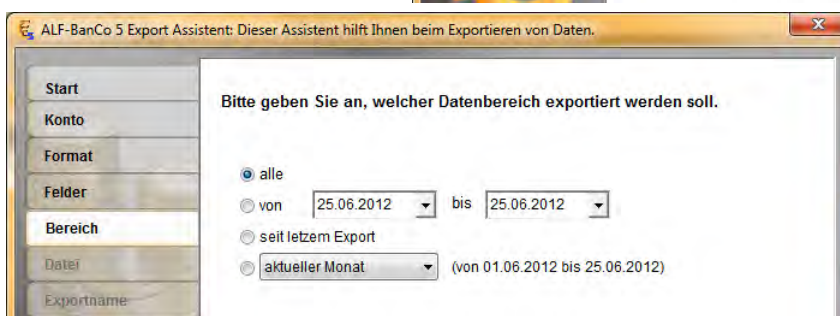 ALF-BanCo 5 Export Assistent: Dieser Assistent hilft Ihnen beim Exportieren von Daten.
Start
Konto
Format
Felder
Bereich
Datei
Exportname
Bitte geben Sie an, welcher Datenbereich exportiert werden soll.
alle
von 25.06.2012 bis 25.06.2012
seit letzem Export
aktueller Monat (von 01.06.2012 bis 25.06.2012)